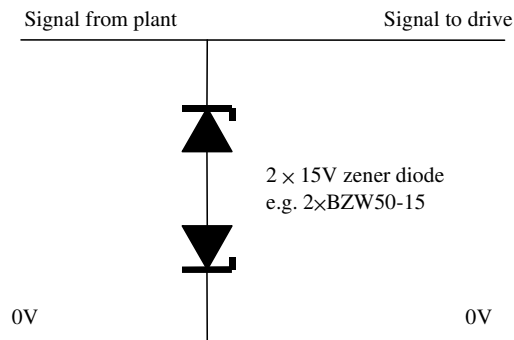 Signal from plant
Signal to drive
2 × 15V zener diode
e.g. 2×BZW50-15
0V
0V